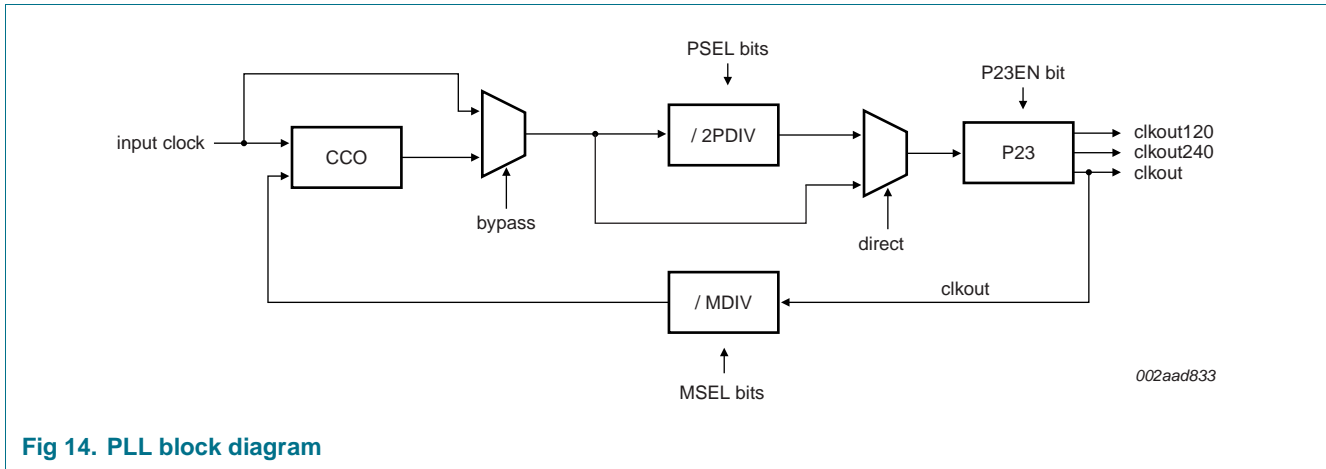 PSEL bits
P23EN bit
input clock
CCO
/ 2PDIV
P23
clkout120
clkout240
clkout
bypass
direct
/ MDIV
clkout
MSEL bits
002aad833
Fig 14. PLL block diagram